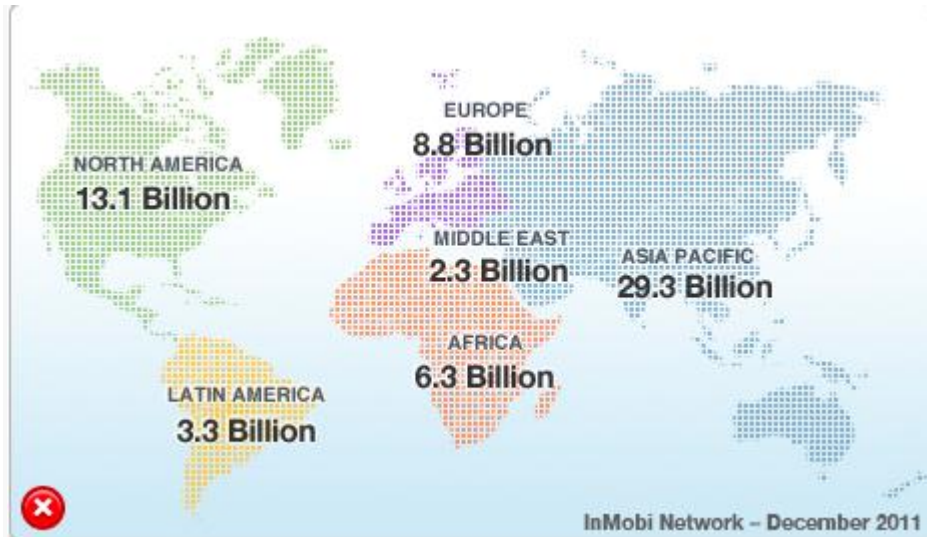 EUROPE
8.8 Billion
NORTH AMERICA
13.1 Billion
MIDDLE EAST
2.3 Billion
ASIA PACIFIC
29.3 Billion
AFRICA
6.3 Billion
LATIN AMERICA
3.3 Billion
InMobi Network – December 2011